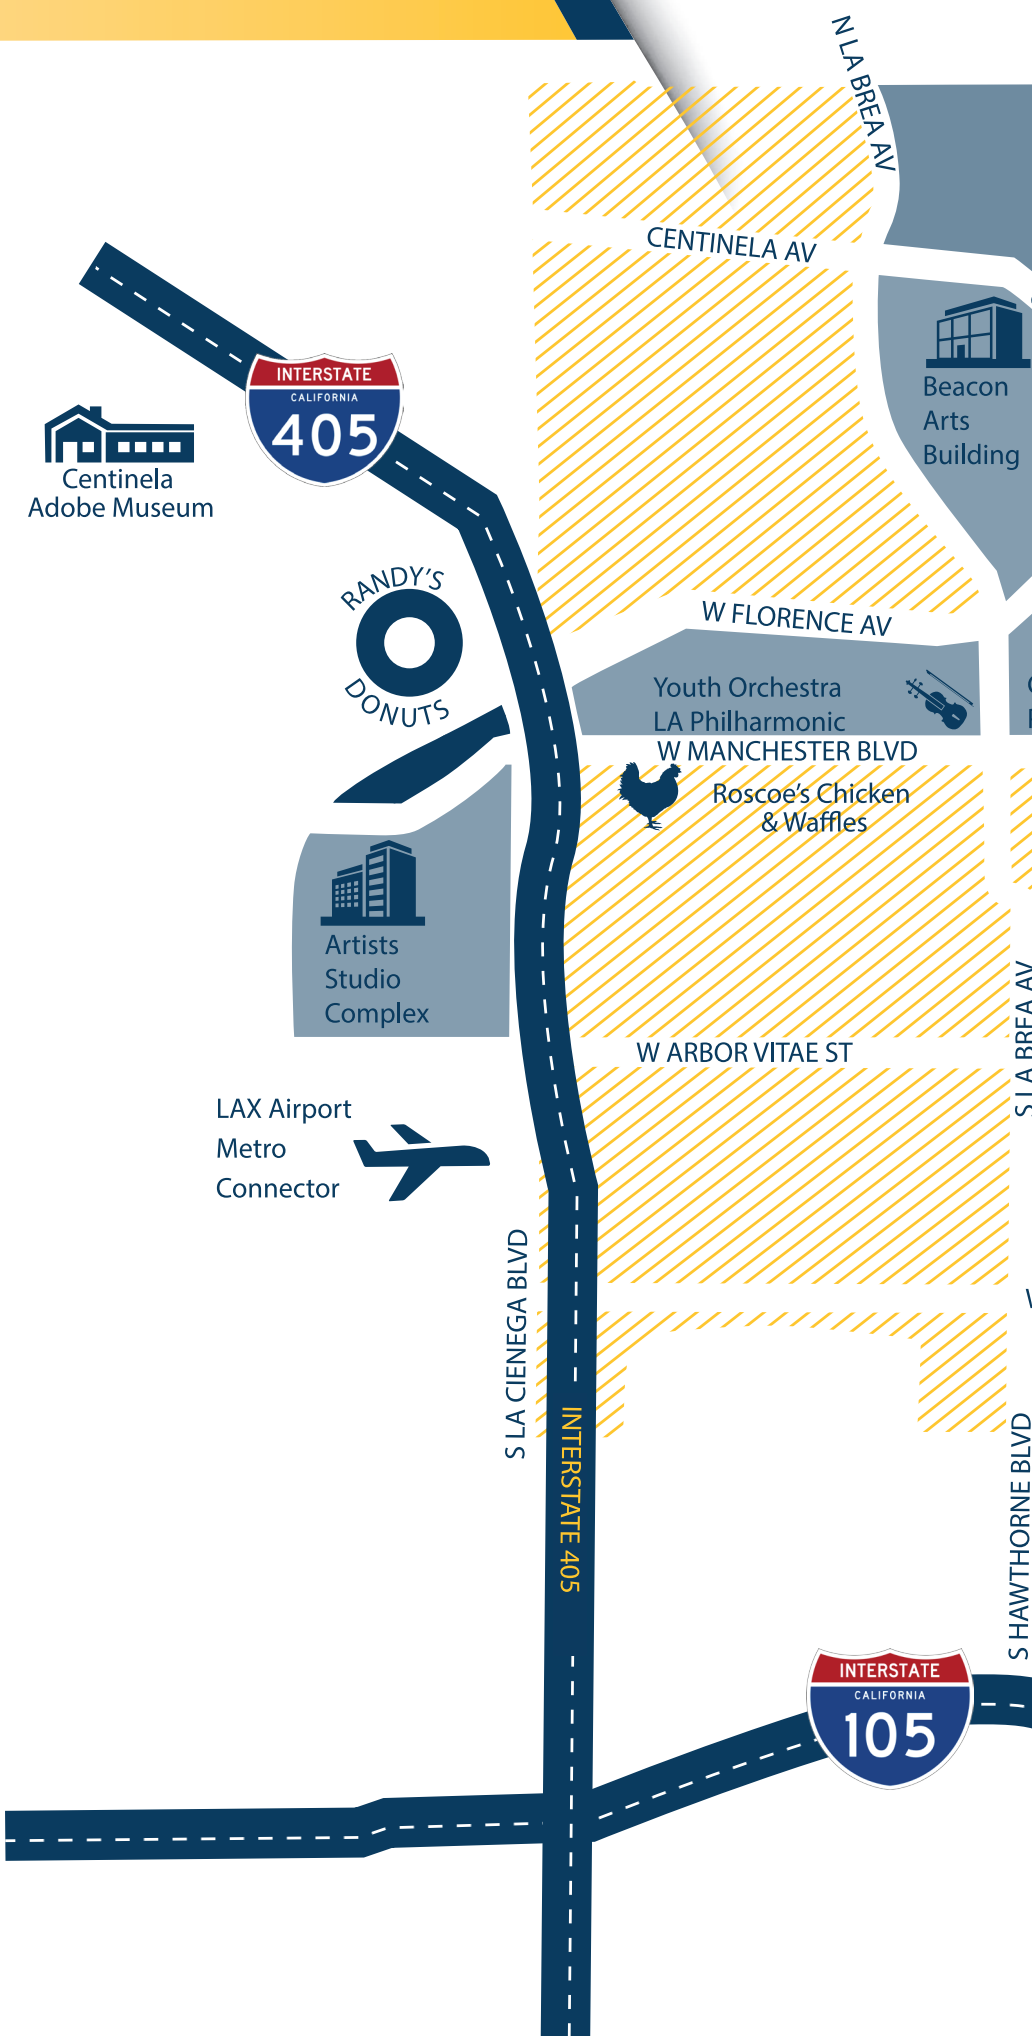 N LA BREA AV
CENTINELA AV
Beacon
Arts
Building
INTERSTATE
CALIFORNIA
405
Centinela
Adobe Museum
RANDY'S
DONUTS
W FLORENCE AV
Youth Orchestra
LA Philharmonic
W MANCHESTER BLVD
Roscoe's Chicken
& Waffles
Artists
Studio
Complex
S LA BREA AV
W ARBOR VITAE ST
LAX Airport
Metro
Connector
S LA CIENEGA BLVD
INTERSTATE 405
S HAWTHORNE BLVD
INTERSTATE
CALIFORNIA
105